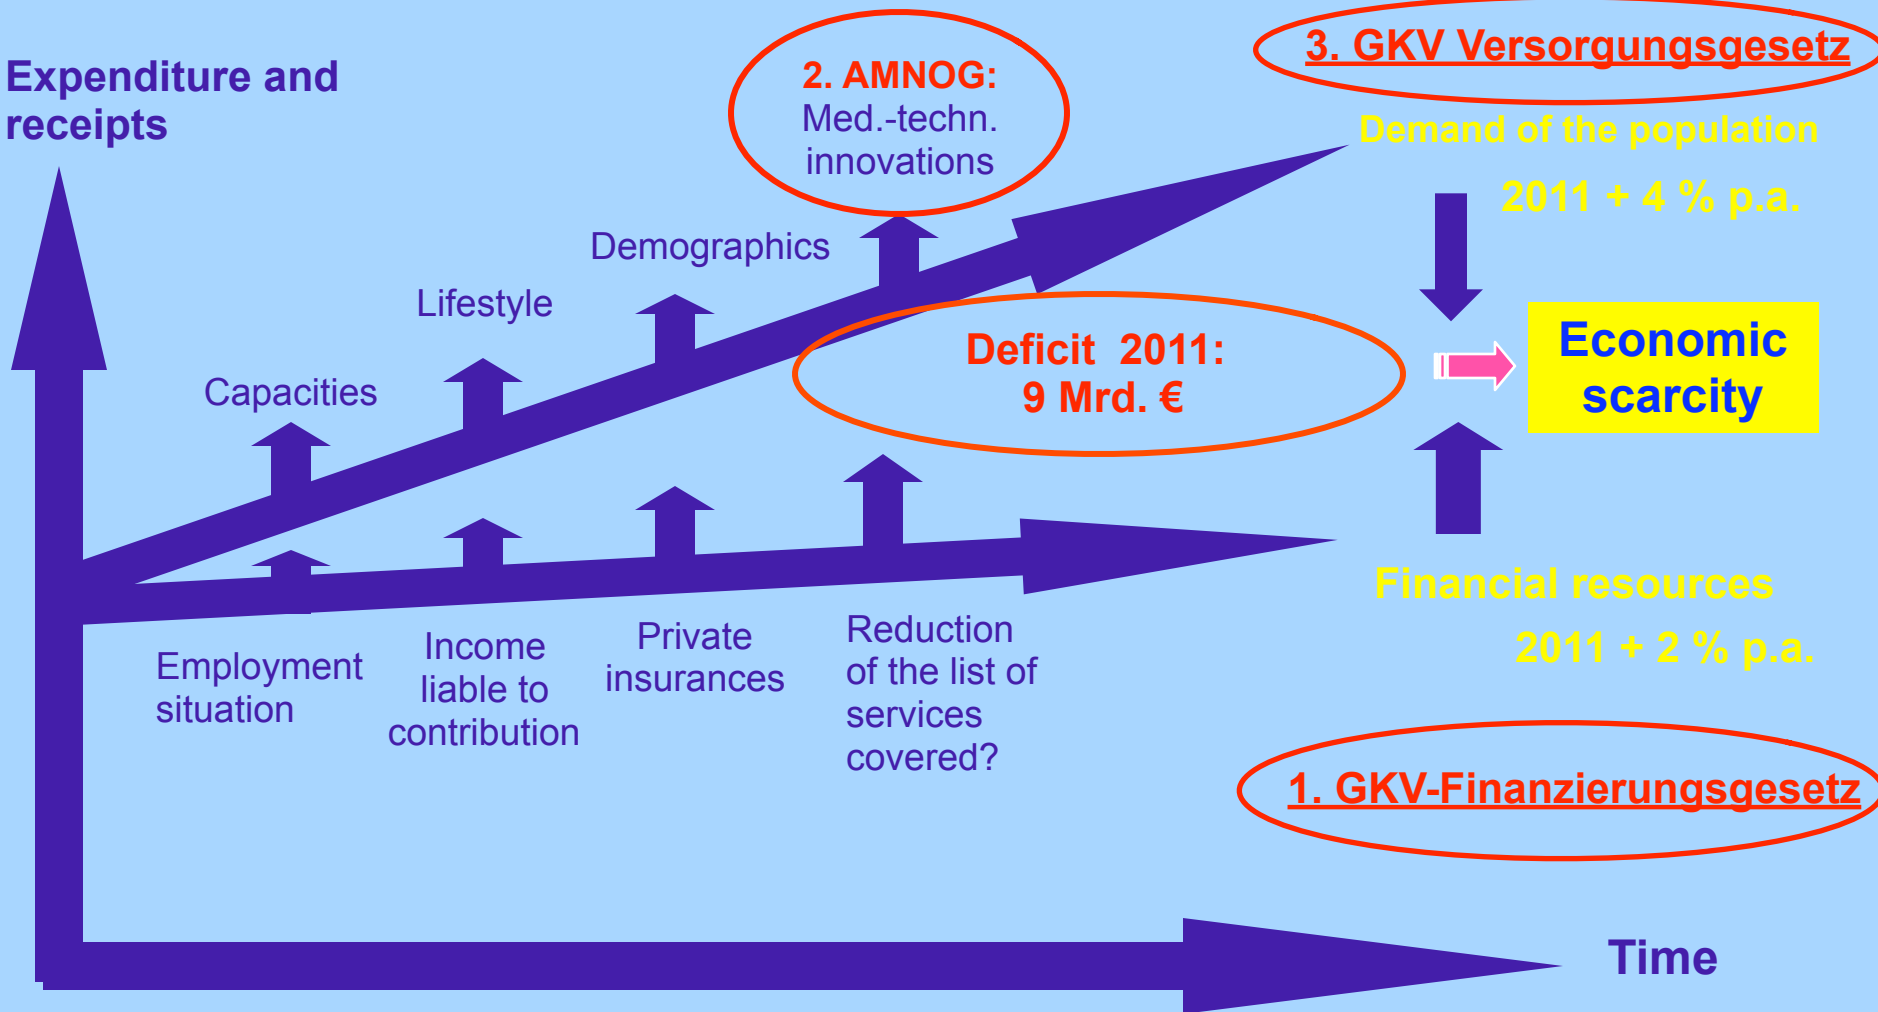 Expenditure and
receipts
2. AMNOG:
Med.-techn.
innovations
3. GKV Versorgungsgesetz
Demand of the population
2011 + 4 % p.a.
Demographics
Lifestyle
Capacities
Deficit 2011:
9 Mrd. €
Economic
scarcity
Financial resources
2011 + 2 % p.a.
Employment
situation
Income
liable to
contribution
Private
insurances
Reduction
of the list of
services
covered?
1. GKV-Finanzierungsgesetz
Time